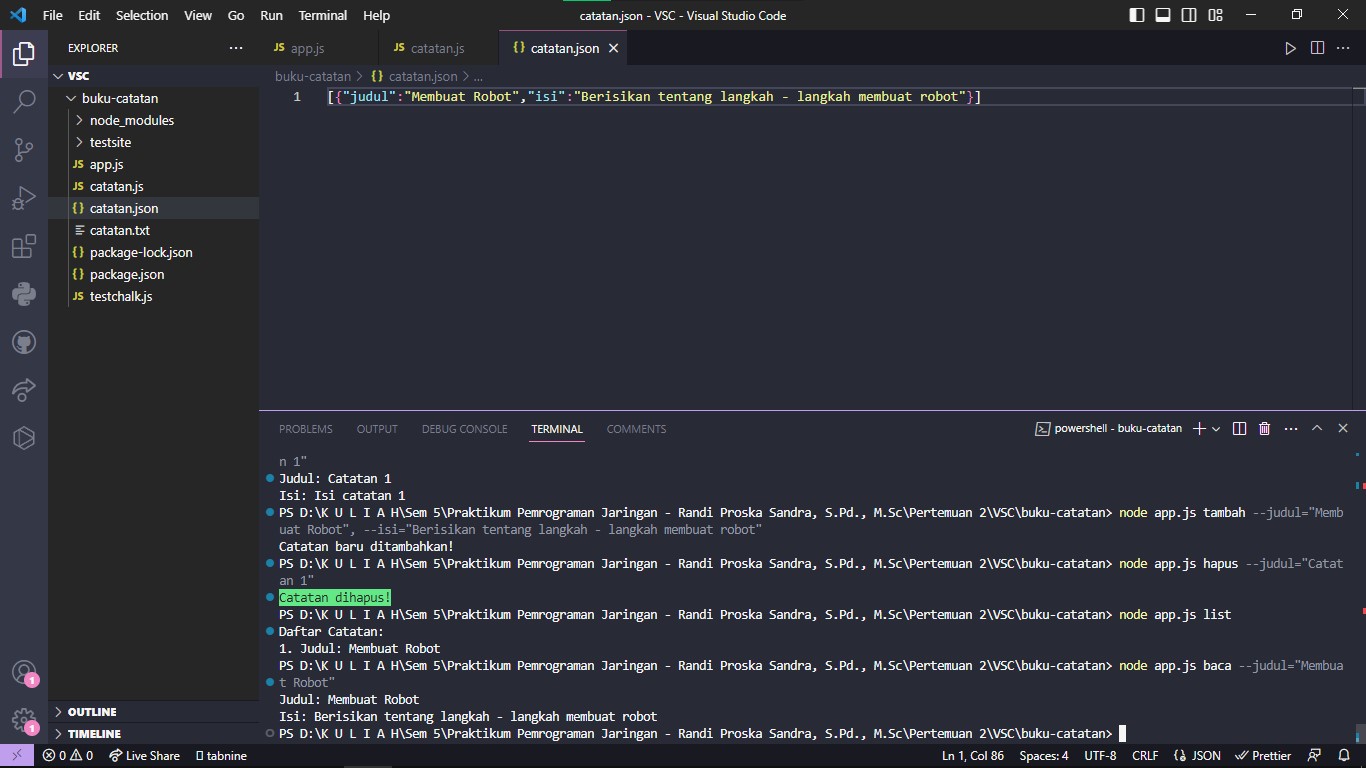 File Edit Selection View Go Run Terminal Help
catatan.json - VSC - Visual Studio Code
EXPLORER
VSC
buku-catatan
node_modules
testsite
app.js
catatan.js
catatan.json
catatan.txt
package-lock.json
package.json
testchalk.js
OUTLINE
TIMELINE
JS app.js
JS catatan.js
{} catatan.json
buku-catatan > {} catatan.json > ...
1 [{"judul":"Membuat Robot","isi":"Berisikan tentang langkah - langkah membuat robot"}]
PROBLEMS OUTPUT DEBUG CONSOLE TERMINAL COMMENTS
powershell - buku-catatan
n 1"
Judul: Catatan 1
Isi: Isi catatan 1
PS D:\K U L I A H\Sem 5\Praktikum Pemrograman Jaringan - Randi Proska Sandra, S.Pd., M.Sc\Pertemuan 2\VSC\buku-catatan> node app.js tambah --judul="Memb
uat Robot", --isi="Berisikan tentang langkah - langkah membuat robot"
Catatan baru ditambahkan!
PS D:\K U L I A H\Sem 5\Praktikum Pemrograman Jaringan - Randi Proska Sandra, S.Pd., M.Sc\Pertemuan 2\VSC\buku-catatan> node app.js hapus --judul="Catat
an 1"
Catatan dihapus!
PS D:\K U L I A H\Sem 5\Praktikum Pemrograman Jaringan - Randi Proska Sandra, S.Pd., M.Sc\Pertemuan 2\VSC\buku-catatan> node app.js list
Daftar Catatan:
1. Judul: Membuat Robot
PS D:\K U L I A H\Sem 5\Praktikum Pemrograman Jaringan - Randi Proska Sandra, S.Pd., M.Sc\Pertemuan 2\VSC\buku-catatan> node app.js baca --judul="Membua
t Robot"
Judul: Membuat Robot
Isi: Berisikan tentang langkah - langkah membuat robot
PS D:\K U L I A H\Sem 5\Praktikum Pemrograman Jaringan - Randi Proska Sandra, S.Pd., M.Sc\Pertemuan 2\VSC\buku-catatan>
1
1
0 0 Live Share tabnine
Ln 1, Col 86 Spaces: 4 UTF-8 CRLF {} JSON Prettier